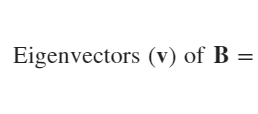 Eigenvectors (v) of B =